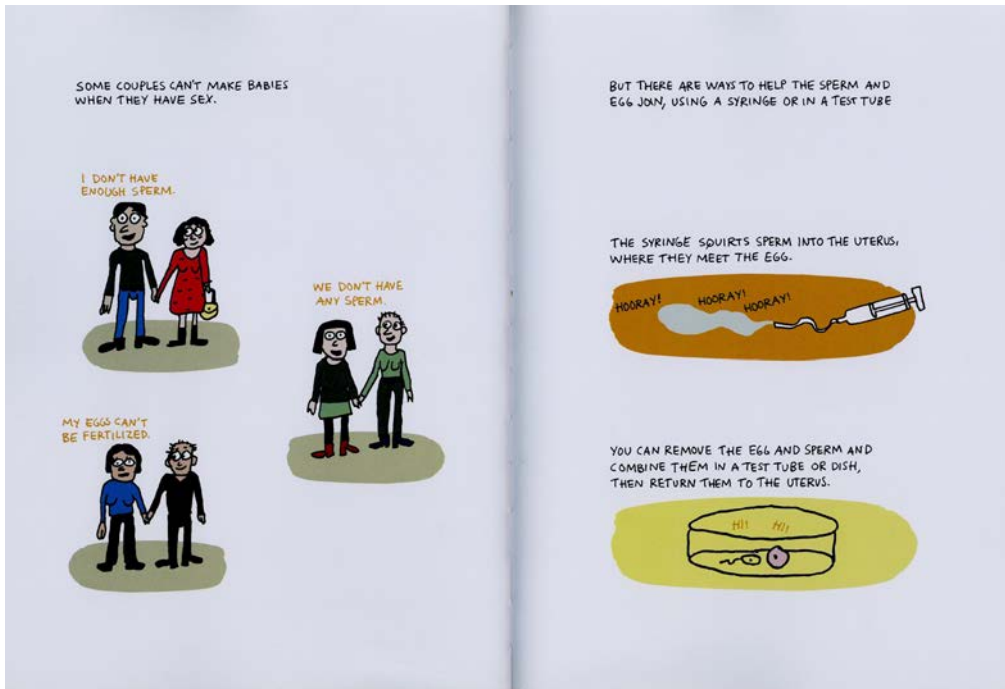 SOME COUPLES CAN'T MAKE BABIES
WHEN THEY HAVE SEX.
I DON'T HAVE
ENOUGH SPERM.
WE DON'T HAVE
ANY SPERM.
MY EGGS CAN'T
BE FERTILIZED.
BUT THERE ARE WAYS TO HELP THE SPERM AND
EGG JOIN, USING A SYRINGE OR IN A TEST TUBE
THE SYRINGE SQUIRTS SPERM INTO THE UTERUS,
WHERE THEY MEET THE EGG.
HOORAY!
HOORAY!
HOORAY!
YOU CAN REMOVE THE EGG AND SPERM AND
COMBINE THEM IN A TEST TUBE OR DISH,
THEN RETURN THEM TO THE UTERUS.
HI!
HI!